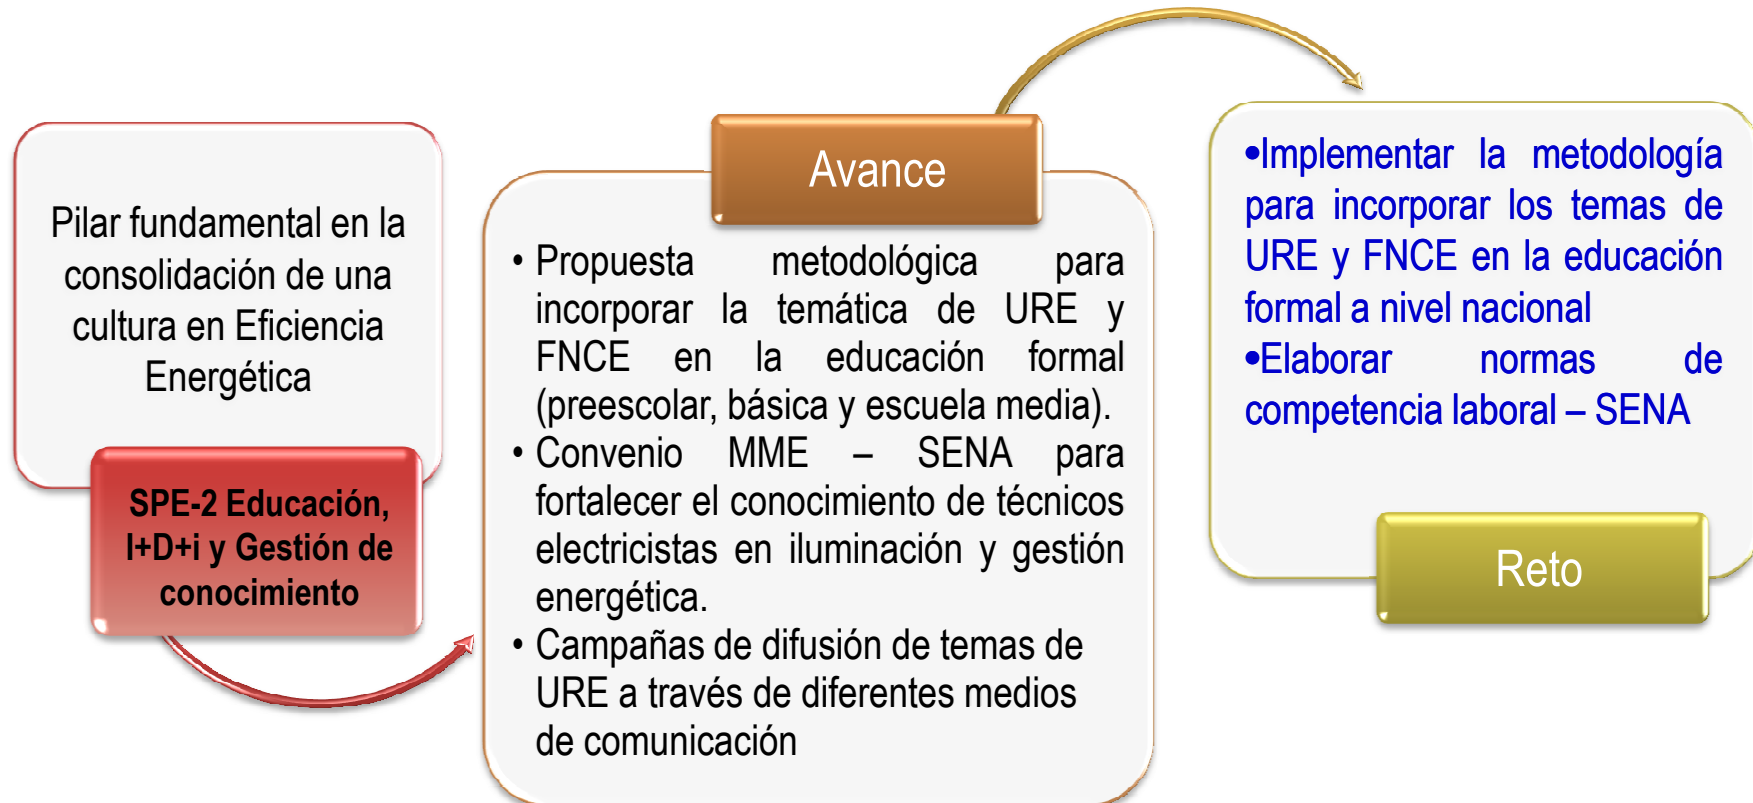 Pilar fundamental en la
consolidación de una
cultura en Eficiencia
Energética
SPE-2 Educación,
I+D+i y Gestión de
conocimiento
Avance
• Propuesta metodológica para
incorporar la temática de URE y
FNCE en la educación formal
(preescolar, básica y escuela media).
• Convenio MME – SENA para
fortalecer el conocimiento de técnicos
electricistas en iluminación y gestión
energética.
• Campañas de difusión de temas de
URE a través de diferentes medios
de comunicación
•Implementar la metodología
para incorporar los temas de
URE y FNCE en la educación
formal a nivel nacional
•Elaborar normas de
competencia laboral – SENA
Reto